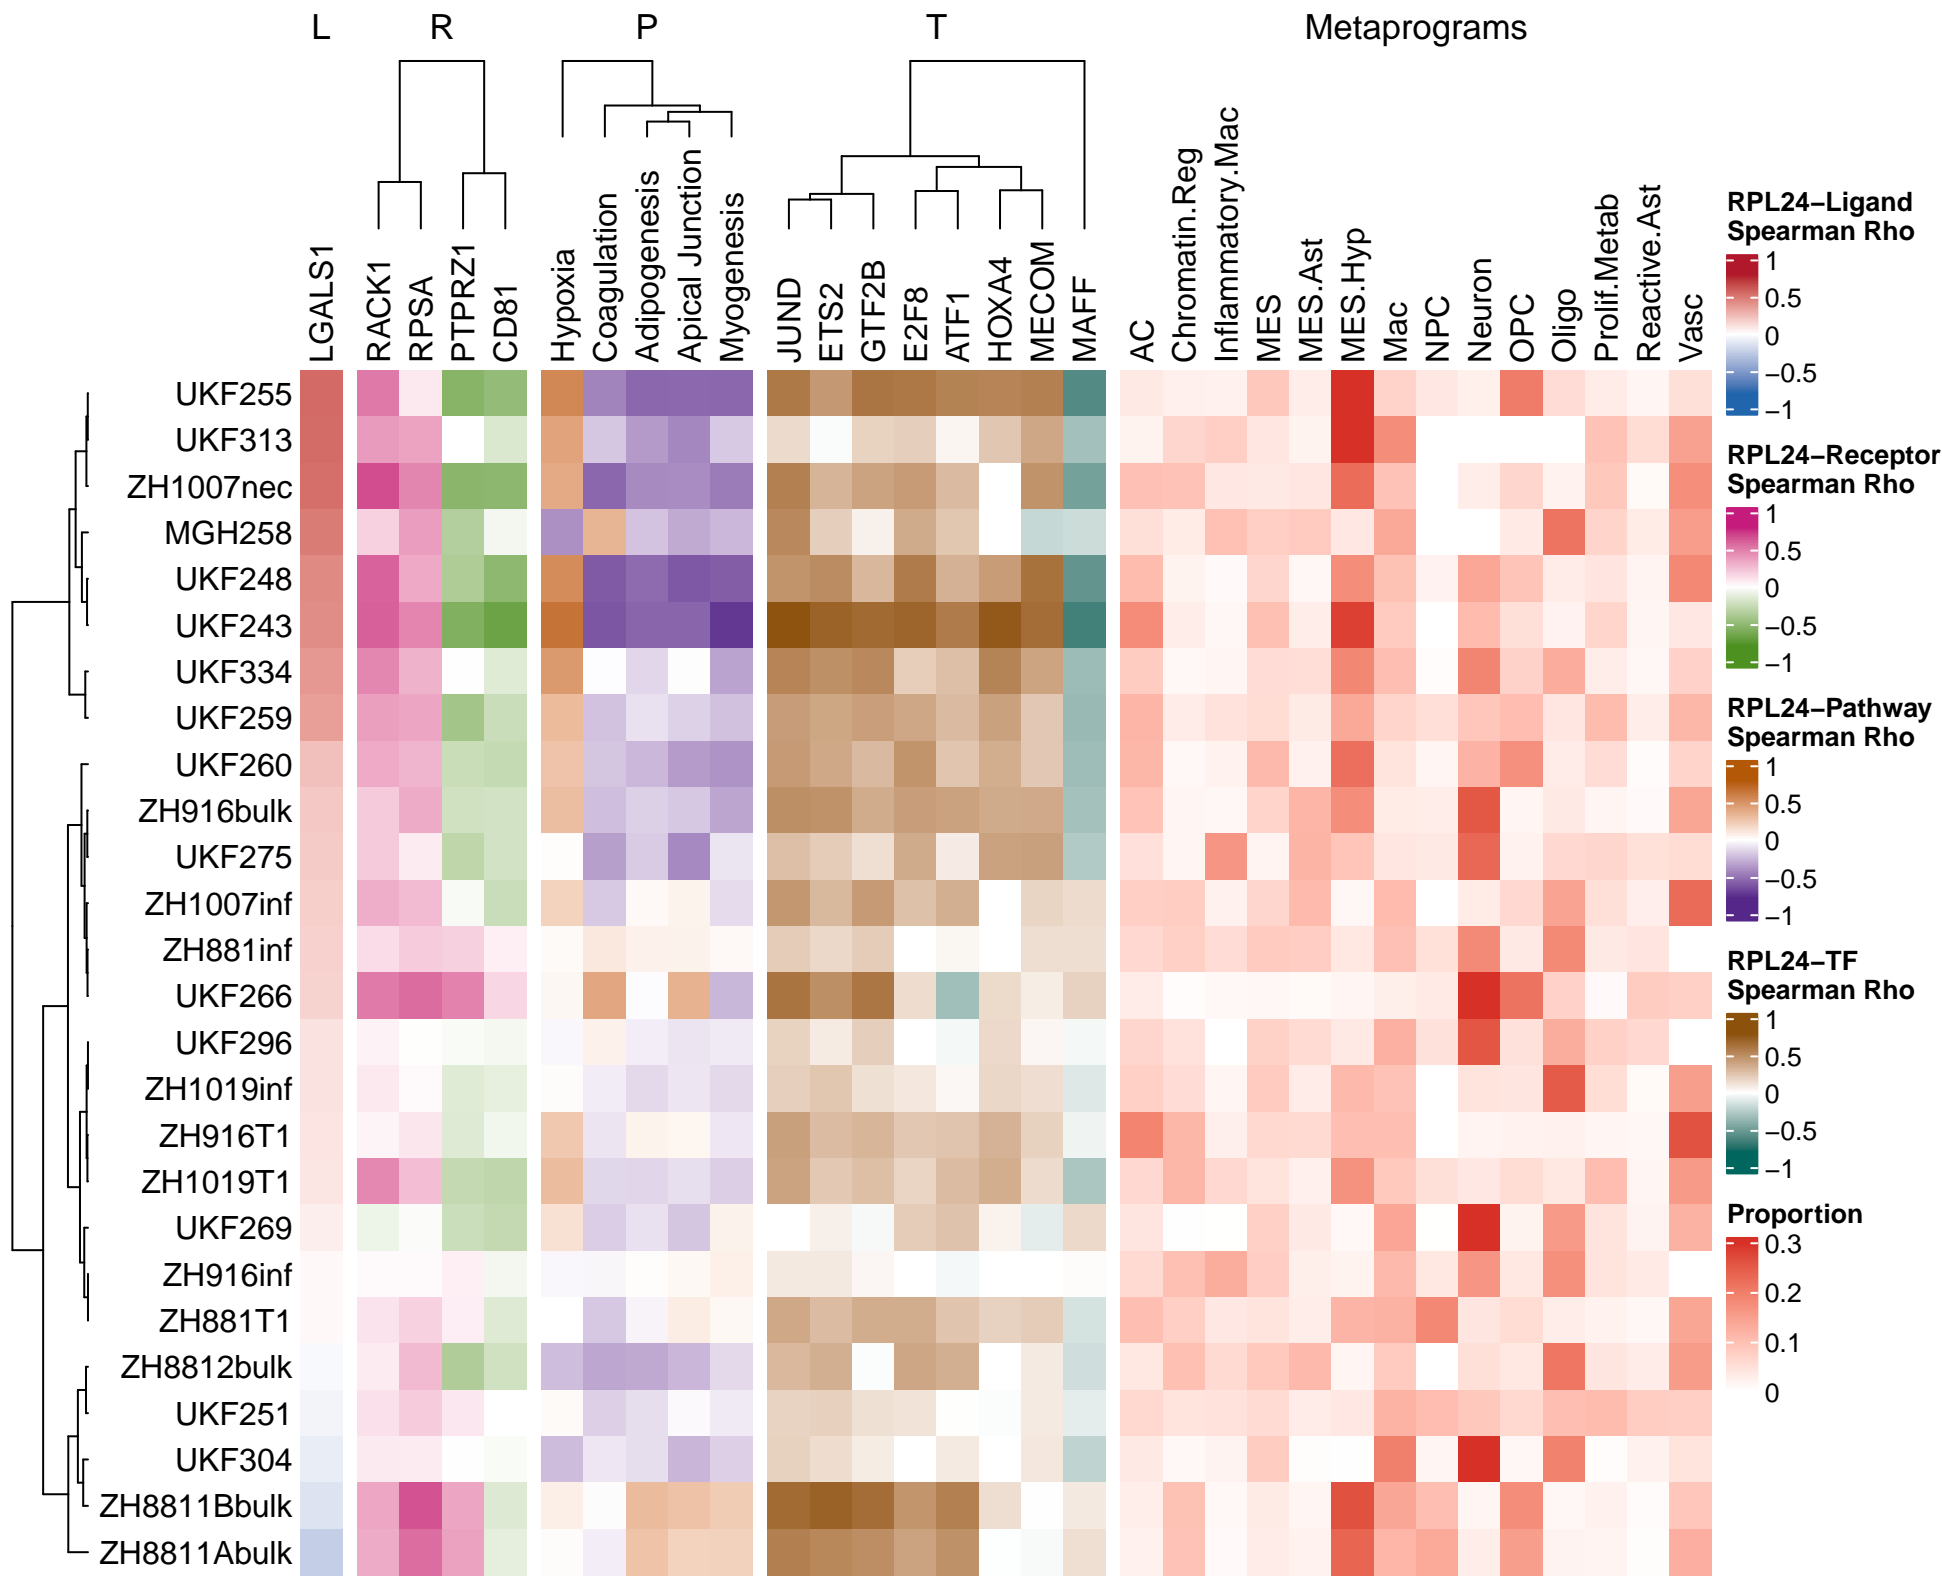 L R P T Metaprograms
LGALS1
RACK1
RPSA
PTPRZ1
CD81
Hypoxia
Coagulation
Adipogenesis
Apical Junction
Myogenesis
JUND
ETS2
GTF2B
E2F8
ATF1
HOXA4
MECOM
MAFF
AC
Chromatin.Reg
Inflammatory.Mac
MES
MES.Ast
MES.Hyp
Mac
NPC
Neuron
OPC
Oligo
Prolif.Metab
Reactive.Ast
Vasc
UKF255
UKF313
ZH1007nec
MGH258
UKF248
UKF243
UKF334
UKF259
UKF260
ZH916bulk
UKF275
ZH1007inf
ZH881inf
UKF266
UKF296
ZH1019inf
ZH916T1
ZH1019T1
UKF269
ZH916inf
ZH881T1
ZH8812bulk
UKF251
UKF304
ZH8811Bbulk
ZH8811Abulk
RPL24−Ligand
Spearman Rho
1
0.5
0
−0.5
−1
RPL24−Receptor
Spearman Rho
1
0.5
0
−0.5
−1
RPL24−Pathway
Spearman Rho
1
0.5
0
−0.5
−1
RPL24−TF
Spearman Rho
1
0.5
0
−0.5
−1
Proportion
0.3
0.2
0.1
0